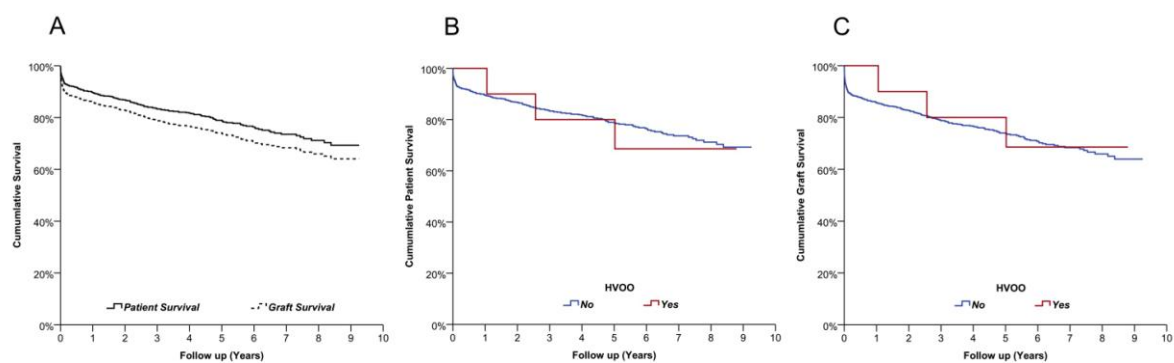 A
100%
80%
60%
40%
20%
0%
Cumumlative Survival
Patient Survival Graft Survival
0 1 2 3 4 5 6 7 8 9 10
Follow up (Years)
B
100%
80%
60%
40%
20%
0%
Cumumlative Patient Survival
HVOO
No Yes
0 1 2 3 4 5 6 7 8 9 10
Follow up (Years)
C
100%
80%
60%
40%
20%
0%
Cumumlative Graft Survival
HVOO
No Yes
0 1 2 3 4 5 6 7 8 9 10
Follow up (Years)